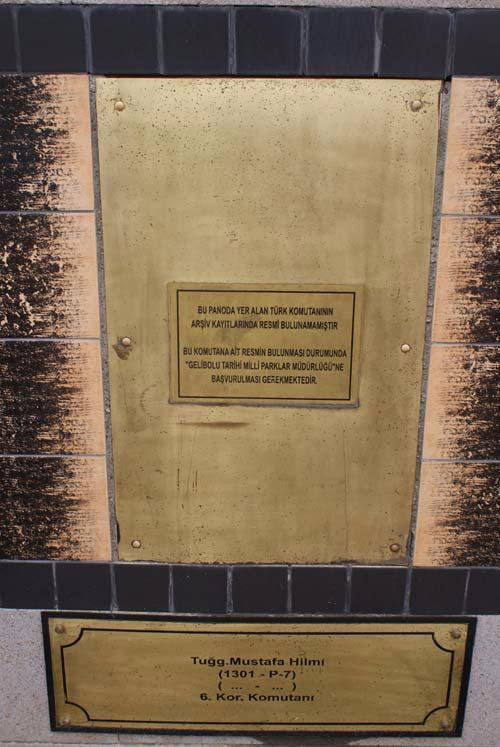 BU PANODA YER ALAN TÜRK KOMUTANININ
ARŞİV KAYITLARINDA RESMİ BULUNAMAMIŞTIR
BU KOMUTANA AİT RESMİN BULUNMASI DURUMUNDA
"GELİBOLU TARİHİ MİLLİ PARKLAR MÜDÜRLÜĞÜ"NE
BAŞVURULMASI GEREKMEKTEDİR.
Tuğg.Mustafa Hilmi
(1301 - P-7)
( ... - ... )
6. Kor. Komutanı